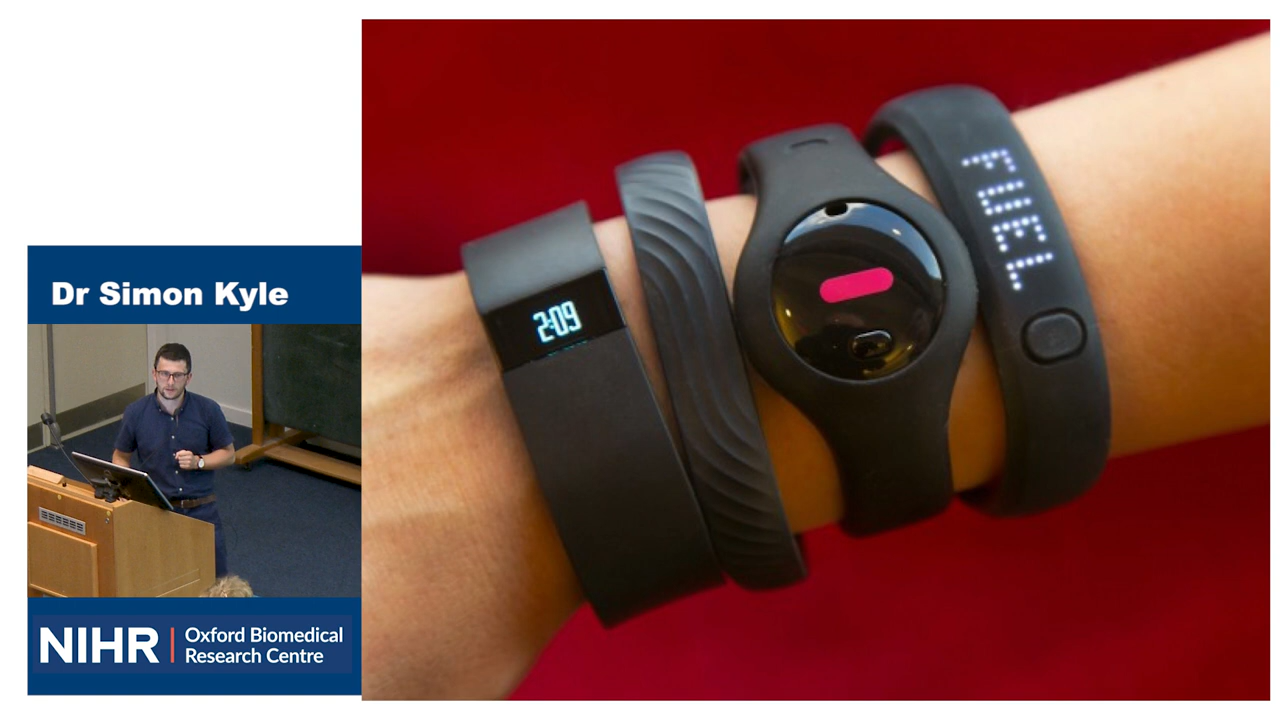 Dr Simon Kyle
NIHR
Oxford Biomedical
Research Centre
2:09
FUEL